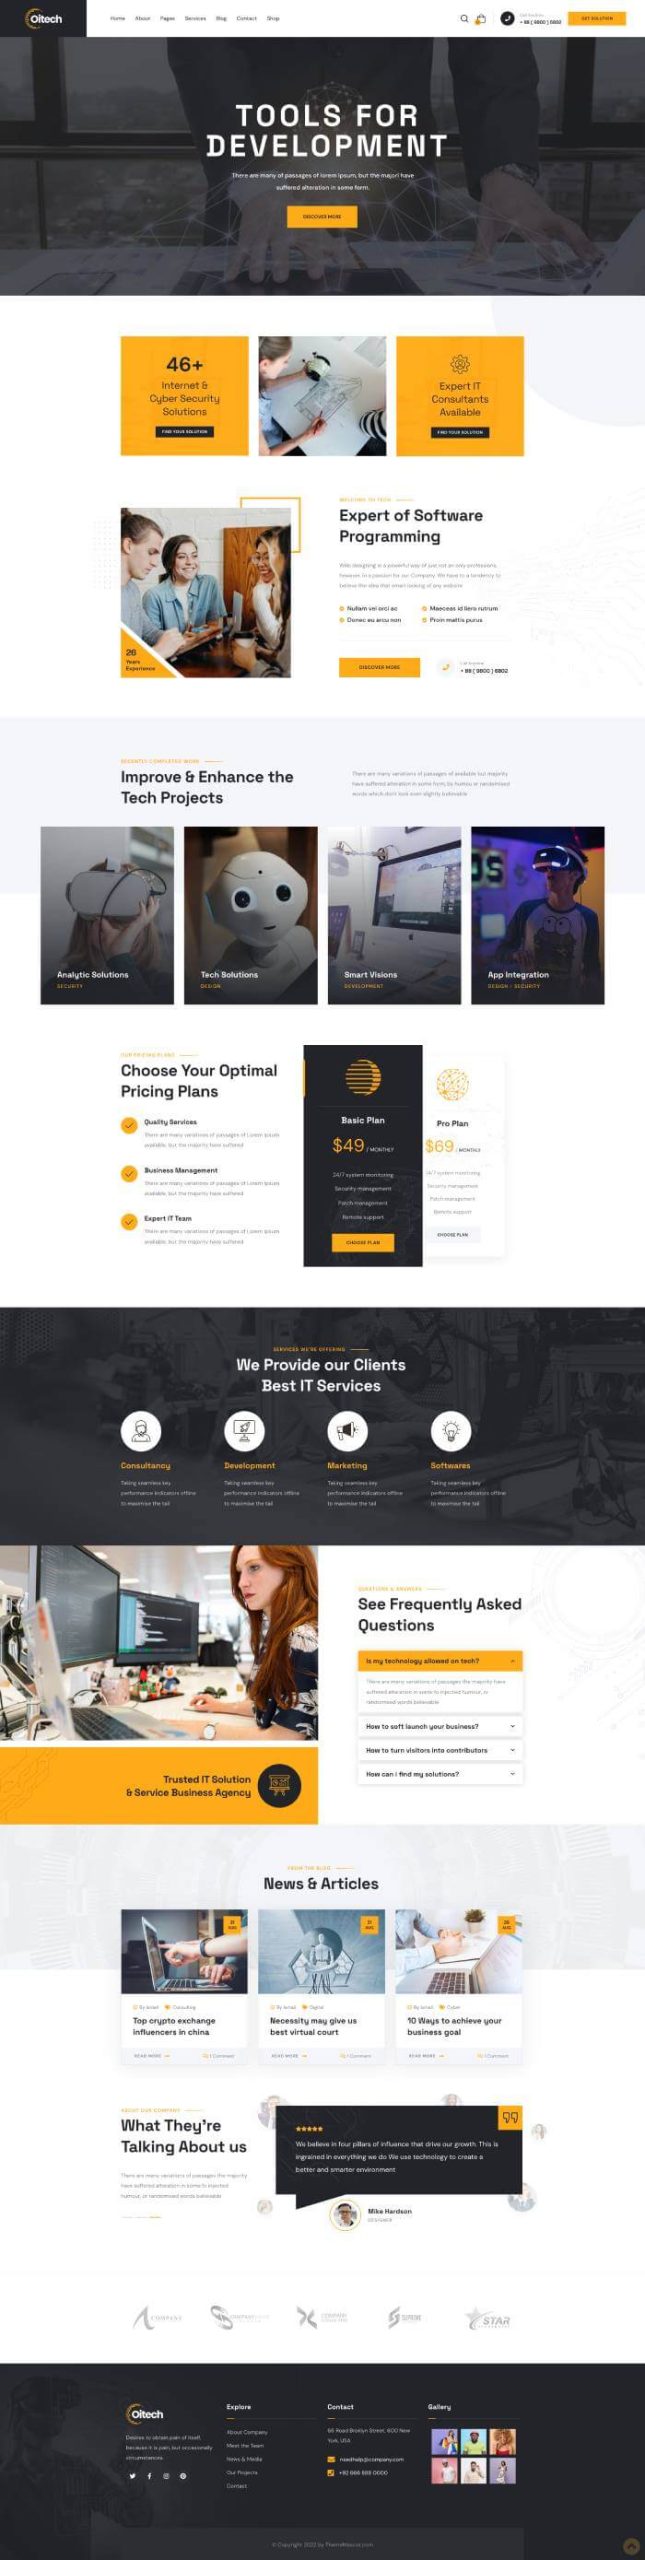 Oitech
Home About Pages Services Blog Contact Shop
+ 88 ( 9800 ) 6802
GET SOLUTION
TOOLS FOR
DEVELOPMENT
There are many of passages of lorem Ipsum, but the majori have
suffered alteration in some form.
DISCOVER MORE
46+
Internet &
Cyber Security
Solutions
FIND YOUR SOLUTION
Expert IT
Consultants
Available
FIND YOUR SOLUTION
26
Years
Experience
WELCOME TO TECH
Expert of Software
Programming
Web designing is a powerful way of just not an only professions,
however, in a passion for our Company. We have to a tendency to
believe the idea that smart looking of any website
Nullam vel orci ac
Maeceas id liero rutrum
Donec eu arcu non
Proin mattis purus
DISCOVER MORE
+ 88 ( 9800 ) 6802
RECENTLY COMPLETED WORK
Improve & Enhance the
Tech Projects
There are many variations of passages of available but majority
have suffered alteration in some form, by humou or randomised
words which don't look even slightly believable
Analytic Solutions
SECURITY
Tech Solutions
DESIGN
Smart Visions
DEVELOPMENT
App Integration
DESIGN / SECURITY
OUR PRICING PLANS
Choose Your Optimal
Pricing Plans
Quality Services
There are many variations of passages of Lorem Ipsum
available, but the majority have suffered
Business Management
There are many variations of passages of Lorem Ipsum
available, but the majority have suffered
Expert IT Team
There are many variations of passages of Lorem Ipsum
available, but the majority have suffered
Basic Plan
$49 / MONTHLY
24/7 system monitoring
Security management
Patch management
Remote support
CHOOSE PLAN
Pro Plan
$69 / MONTHLY
24/7 system monitoring
Security management
Patch management
Remote support
CHOOSE PLAN
SERVICES WE'RE OFFERING
We Provide our Clients
Best IT Services
Consultancy
Taking seamless key
performance indicators offline
to maximise the tail
Development
Taking seamless key
performance indicators offline
to maximise the tail
Marketing
Taking seamless key
performance indicators offline
to maximise the tail
Softwares
Taking seamless key
performance indicators offline
to maximise the tail
Trusted IT Solution
& Service Business Agency
QUESTIONS & ANSWERS
See Frequently Asked
Questions
Is my technology allowed on tech?
There are many variations of passages the majority have
suffered alteration in some to injected humour, or
randomised words believable
How to soft launch your business?
How to turn visitors into contributors
How can i find my solutions?
FROM THE BLOG
News & Articles
Consulting
Top crypto exchange
influencers in china
READ MORE
1 Comment
Digital
Necessity may give us
best virtual court
READ MORE
1 Comment
Cyber
10 Ways to achieve your
business goal
READ MORE
1 Comment
ABOUT OUR COMPANY
What They're
Talking About us
There are many variations of passages the majority
have suffered alteration in some to injected
humour, or randomised words believable
We believe in four pillars of influence that drive our growth. This is
ingrained in everything we do We use technology to create a
better and smarter environment
Mike Hardson
DESIGNER
COMPANY
COMPANY
STAR
Oitech
Desires to obtain pain of itself,
because it is pain, but occasionally
circumstances.
Explore
About Company
Meet the Team
News & Media
Our Projects
Contact
Contact
66 Road Broklyn Street, 600 New
York, USA
needhelp@company.com
+92 666 888 0000
Gallery